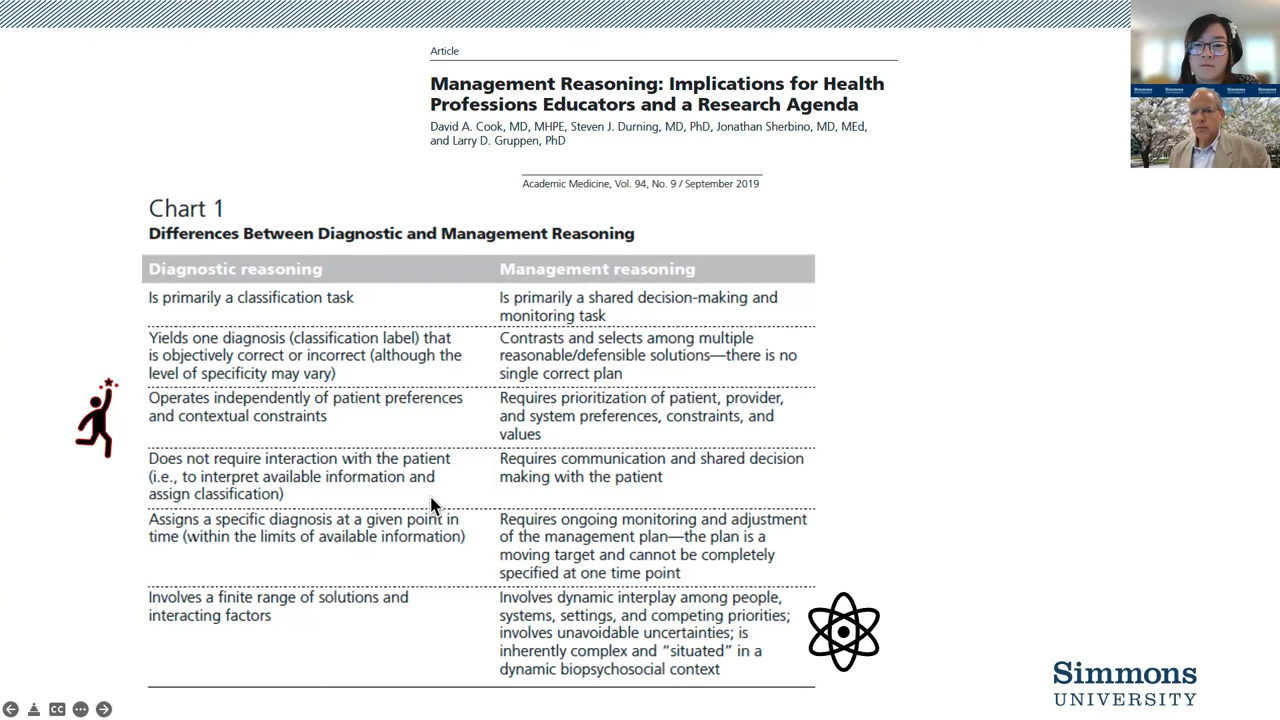 Article
Management Reasoning: Implications for Health
Professions Educators and a Research Agenda
David A. Cook, MD, MHPE, Steven J. Durning, MD, PhD, Jonathan Sherbino, MD, MEd,
and Larry D. Gruppen, PhD
Academic Medicine, Vol. 94, No. 9 / September 2019
Chart 1
Differences Between Diagnostic and Management Reasoning
Diagnostic reasoning
Management reasoning
Is primarily a classification task
Is primarily a shared decision-making and
monitoring task
Yields one diagnosis (classification label) that
is objectively correct or incorrect (although the
level of specificity may vary)
Contrasts and selects among multiple
reasonable/defensible solutions—there is no
single correct plan
Operates independently of patient preferences
and contextual constraints
Requires prioritization of patient, provider,
and system preferences, constraints, and
values
Does not require interaction with the patient
(i.e., to interpret available information and
assign classification)
Requires communication and shared decision
making with the patient
Assigns a specific diagnosis at a given point in
time (within the limits of available information)
Requires ongoing monitoring and adjustment
of the management plan—the plan is a
moving target and cannot be completely
specified at one time point
Involves a finite range of solutions and
interacting factors
Involves dynamic interplay among people,
systems, settings, and competing priorities;
involves unavoidable uncertainties; is
inherently complex and “situated” in a
dynamic biopsychosocial context
CC
Simmons
UNIVERSITY